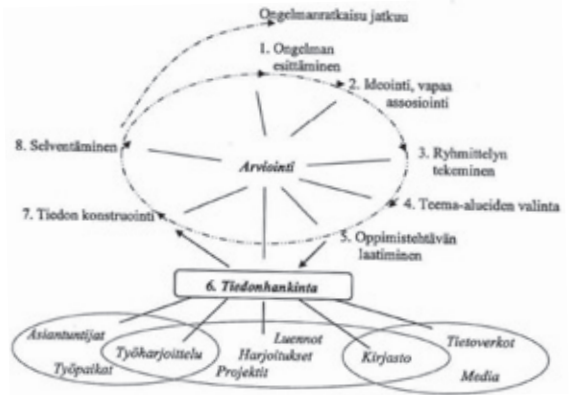 Ongelmanratkaisu jatkuu
1. Ongelman
esittäminen
2. Ideointi, vapaa
assosiointi
8. Selventäminen
Arviointi
3. Ryhmittelyn
tekeminen
7. Tiedon konstruointi
4. Teema-alueiden valinta
5. Oppimistehtävän
laatiminen
6. Tiedonhankinta
Asiantuntijat
Työpaikat
Työharjoittelu
Luennot
Harjoitukset
Projektit
Kirjasto
Tietoverkot
Media